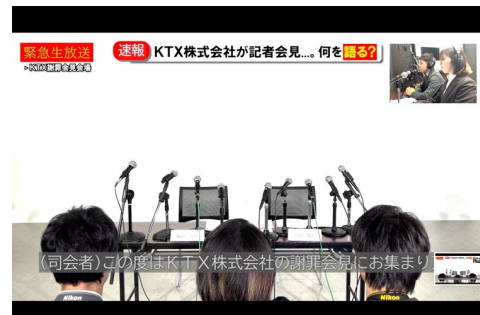 緊急生放送
▸KTX謝罪会見会場
速報 KTX株式会社が記者会見...。何を語る?
(司会者)この度はKTX株式会社の謝罪会見にお集まり
Nikon
Nikon